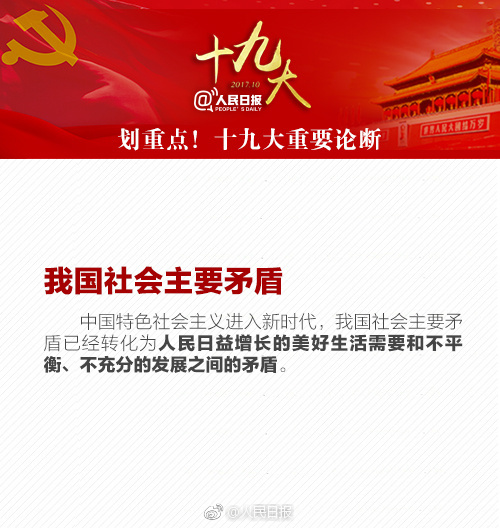 十九大
2017.10
@人民日报
PEOPLE'S DAILY
划重点！十九大重要论断
我国社会主要矛盾
中国特色社会主义进入新时代，我国社会主要矛
盾已经转化为人民日益增长的美好生活需要和不平
衡、不充分的发展之间的矛盾。
@人民日报